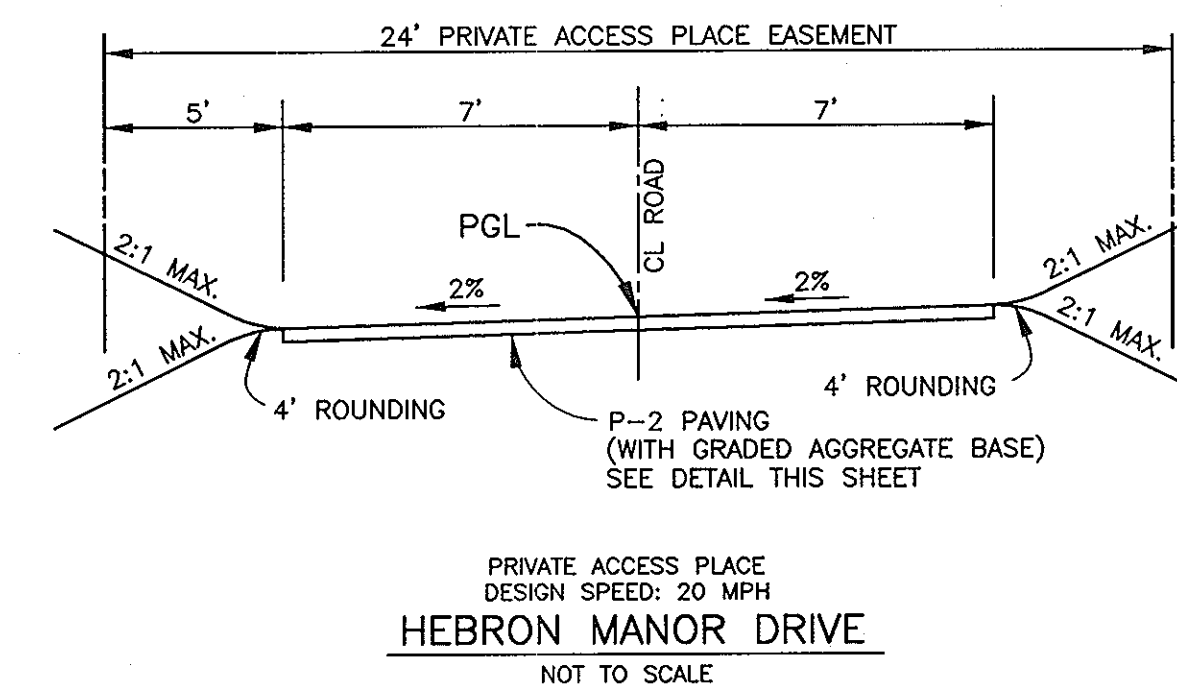 24' PRIVATE ACCESS PLACE EASEMENT
5'
7'
7'
CL ROAD
PGL
2:1 MAX.
2:1 MAX.
2%
2%
2:1 MAX.
2:1 MAX.
4' ROUNDING
4' ROUNDING
P-2 PAVING
(WITH GRADED AGGREGATE BASE)
SEE DETAIL THIS SHEET
PRIVATE ACCESS PLACE
DESIGN SPEED: 20 MPH
HEBRON MANOR DRIVE
NOT TO SCALE